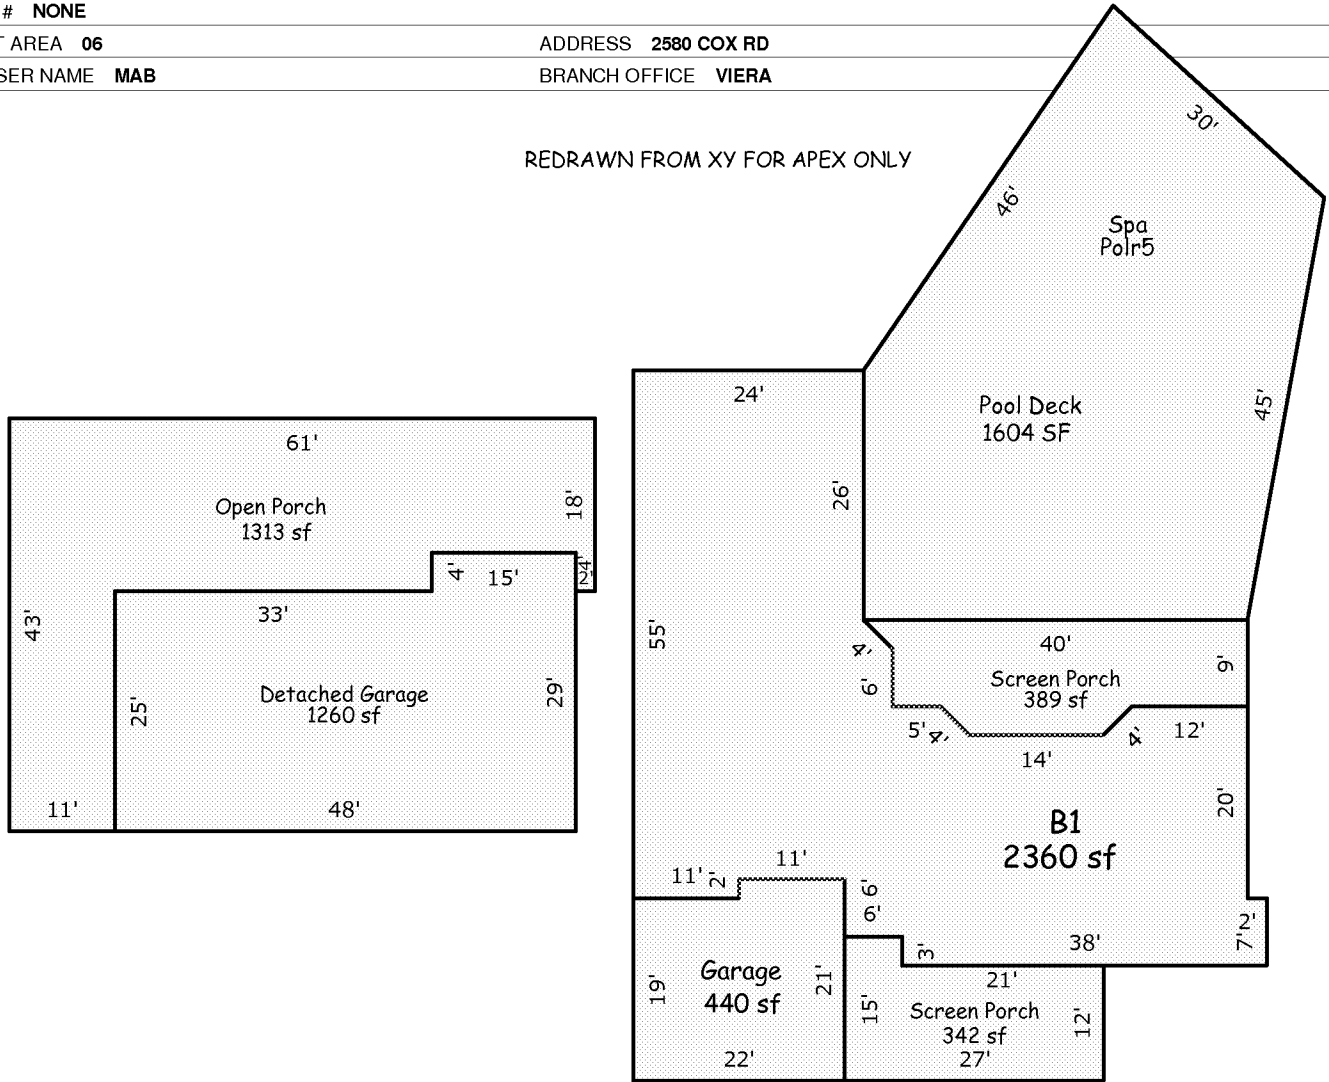 # NONE
T AREA 06
ADDRESS 2580 COX RD
SER NAME MAB
BRANCH OFFICE VIERA
REDRAWN FROM XY FOR APEX ONLY
30'
46'
Spa
Polr5
24'
Pool Deck
1604 SF
45'
26'
61'
18'
Open Porch
1313 sf
4'
2'
4'
15'
33'
43'
55'
40'
4'
6'
9'
Screen Porch
389 sf
Detached Garage
1260 sf
25'
29'
5'
4'
4'
12'
14'
20'
11'
48'
B1
2360 sf
11'
11'
2'
6'
6'
2'
7'
38'
3'
21'
Garage
440 sf
19'
21'
15'
Screen Porch
342 sf
12'
22'
27'